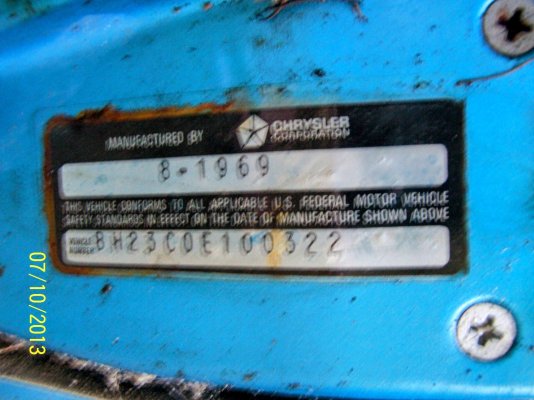 MANUFACTURED BY CHRYSLER CORPORATION
8-1969
THIS VEHICLE CONFORMS TO ALL APPLICABLE U.S. FEDERAL MOTOR VEHICLE
SAFETY STANDARDS IN EFFECT ON THE DATE OF MANUFACTURE SHOWN ABOVE
VEHICLE NUMBER BH23C0E100322
07/10/2013